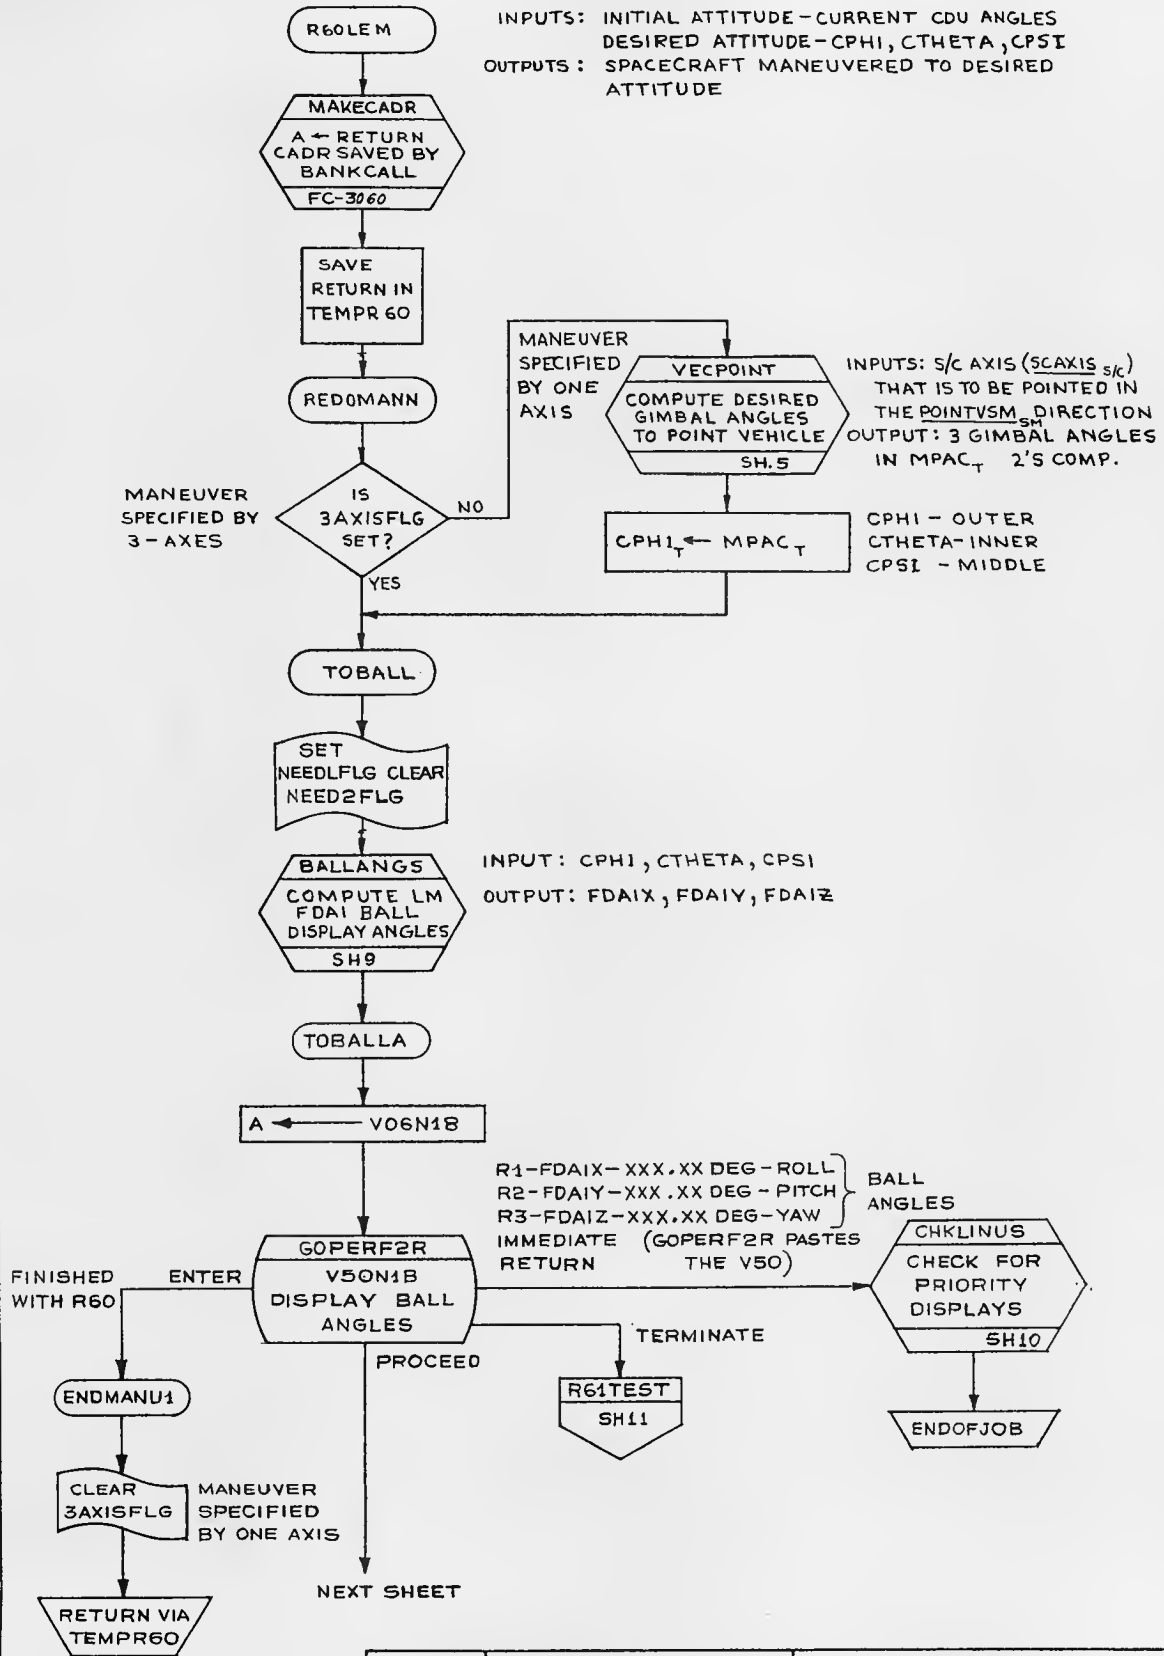 R60LEM
INPUTS: INITIAL ATTITUDE-CURRENT CDU ANGLES
DESIRED ATTITUDE-CPHI, CTHETA, CPSI
OUTPUTS: SPACECRAFT MANEUVERED TO DESIRED
ATTITUDE
MAKECADR
A ← RETURN
CADR SAVED BY
BANKCALL
FC-3060
SAVE
RETURN IN
TEMPR60
REDOMANN
MANEUVER
SPECIFIED BY
3-AXES
IS
3AXISFLG
SET?
NO
YES
MANEUVER
SPECIFIED
BY ONE
AXIS
VECPOINT
COMPUTE DESIRED
GIMBAL ANGLES
TO POINT VEHICLE
SH.5
INPUTS: S/C AXIS (SCAXIS S/C)
THAT IS TO BE POINTED IN
THE POINTVSM SM DIRECTION
OUTPUT: 3 GIMBAL ANGLES
IN MPAC T 2'S COMP.
CPHI T ← MPAC T
CPHI - OUTER
CTHETA-INNER
CPSI - MIDDLE
TOBALL
SET
NEEDLFLG CLEAR
NEED2FLG
BALLANGS
COMPUTE LM
FDAI BALL
DISPLAY ANGLES
SH9
INPUT: CPHI, CTHETA, CPSI
OUTPUT: FDAIX, FDAIY, FDAIZ
TOBALLA
A ← V06N18
R1-FDAIX-XXX.XX DEG-ROLL
R2-FDAIY-XXX.XX DEG-PITCH
R3-FDAIZ-XXX.XX DEG-YAW
BALL
ANGLES
IMMEDIATE (GOPERF2R PASTES
RETURN THE V50)
GOPERF2R
V50N18
DISPLAY BALL
ANGLES
FINISHED
WITH R60
ENTER
CHKLINUS
CHECK FOR
PRIORITY
DISPLAYS
SH10
TERMINATE
PROCEED
R61TEST
SH11
ENDOFJOB
ENDMANU1
CLEAR
3AXISFLG
MANEUVER
SPECIFIED
BY ONE AXIS
RETURN VIA
TEMPR60
NEXT SHEET